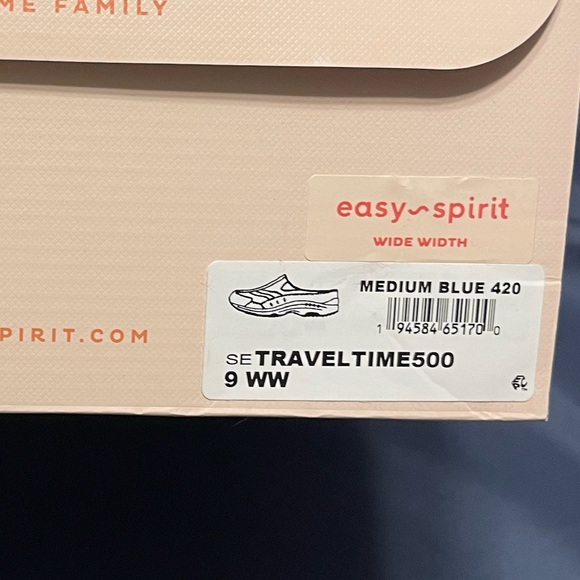 ME FAMILY
easy~spirit
WIDE WIDTH
MEDIUM BLUE 420
1 94584 65170 0
PIRIT.COM
SE TRAVELTIME500
9 WW